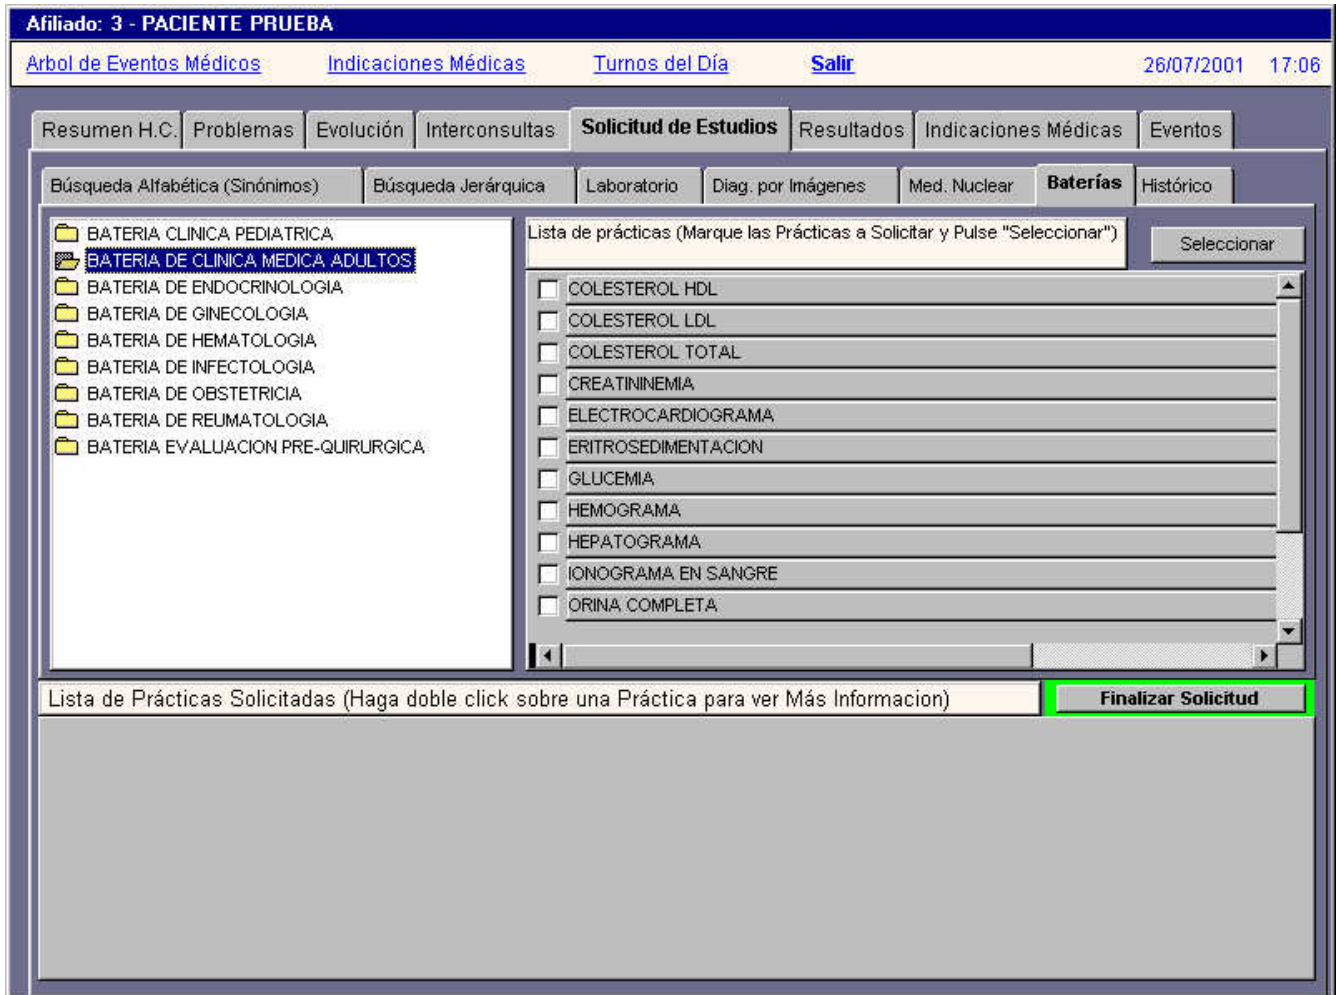 Afiliado: 3 - PACIENTE PRUEBA
Arbol de Eventos Médicos Indicaciones Médicas Turnos del Día Salir 26/07/2001 17:06
Resumen H.C. Problemas Evolución Interconsultas Solicitud de Estudios Resultados Indicaciones Médicas Eventos
Búsqueda Alfabética (Sinónimos) Búsqueda Jerárquica Laboratorio Diag. por Imágenes Med. Nuclear Baterías Histórico
BATERIA CLINICA PEDIATRICA
BATERIA DE CLINICA MEDICA ADULTOS
BATERIA DE ENDOCRINOLOGIA
BATERIA DE GINECOLOGIA
BATERIA DE HEMATOLOGIA
BATERIA DE INFECTOLOGIA
BATERIA DE OBSTETRICIA
BATERIA DE REUMATOLOGIA
BATERIA EVALUACION PRE-QUIRURGICA
Lista de prácticas (Marque las Prácticas a Solicitar y Pulse "Seleccionar")
Seleccionar
COLESTEROL HDL
COLESTEROL LDL
COLESTEROL TOTAL
CREATININEMIA
ELECTROCARDIOGRAMA
ERITROSEDIMENTACION
GLUCEMIA
HEMOGRAMA
HEPATOGRAMA
IONOGRAMA EN SANGRE
ORINA COMPLETA
Lista de Prácticas Solicitadas (Haga doble click sobre una Práctica para ver Más Informacion)
Finalizar Solicitud